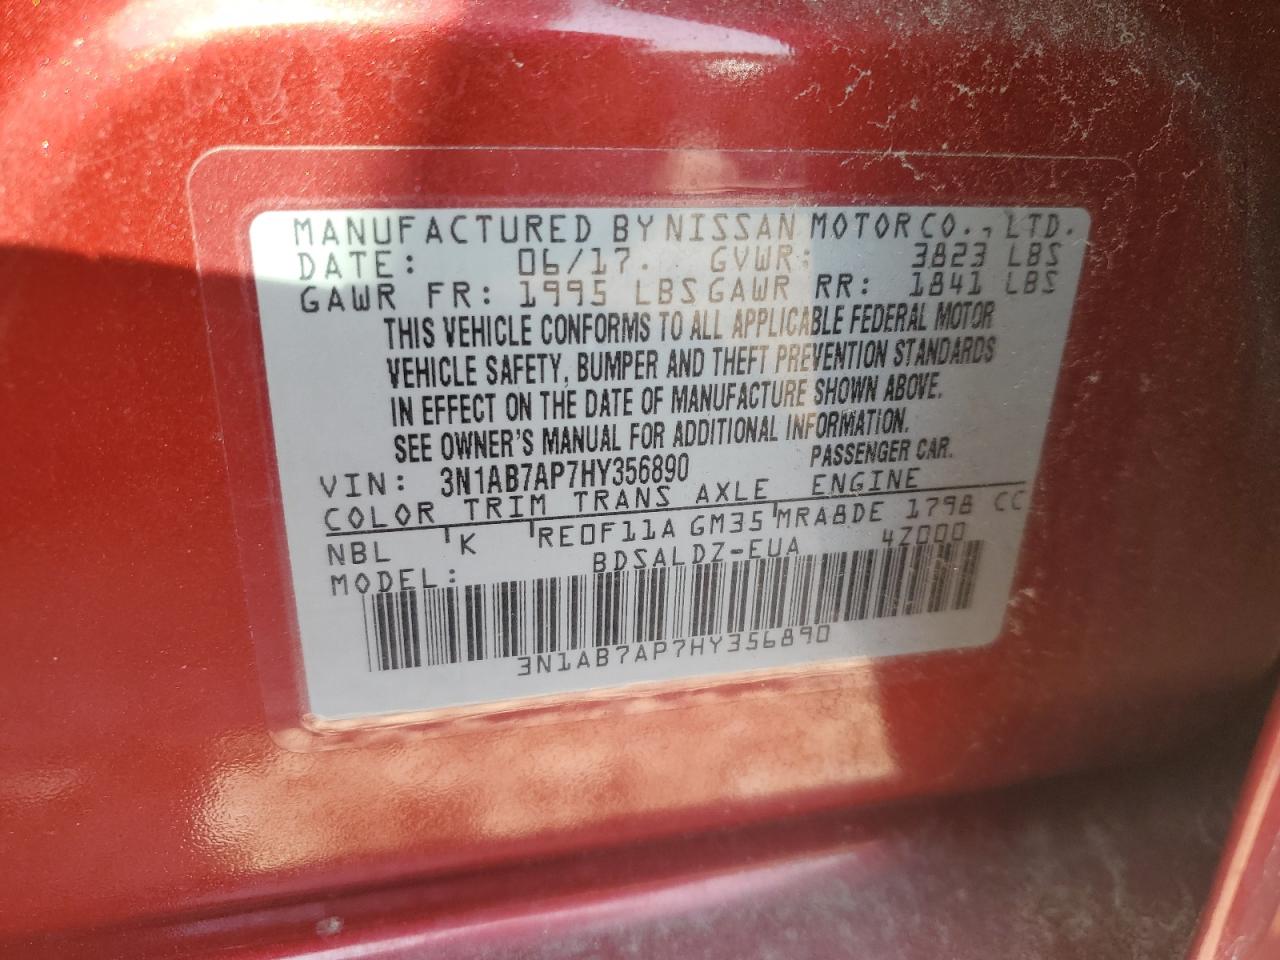 MANUFACTURED BY NISSAN MOTOR CO., LTD.
DATE: 06/17. GVWR: 3823 LBS
GAWR FR: 1995 LBS GAWR RR: 1841 LBS
THIS VEHICLE CONFORMS TO ALL APPLICABLE FEDERAL MOTOR
VEHICLE SAFETY, BUMPER AND THEFT PREVENTION STANDARDS
IN EFFECT ON THE DATE OF MANUFACTURE SHOWN ABOVE.
SEE OWNER'S MANUAL FOR ADDITIONAL INFORMATION.
VIN: 3N1AB7AP7HY356890 PASSENGER CAR.
COLOR TRIM TRANS AXLE ENGINE
NBL K RE0F11A GM35 MRA8DE 1798 CC
MODEL: BDSALDZ-EUA 4Z000
3N1AB7AP7HY356890